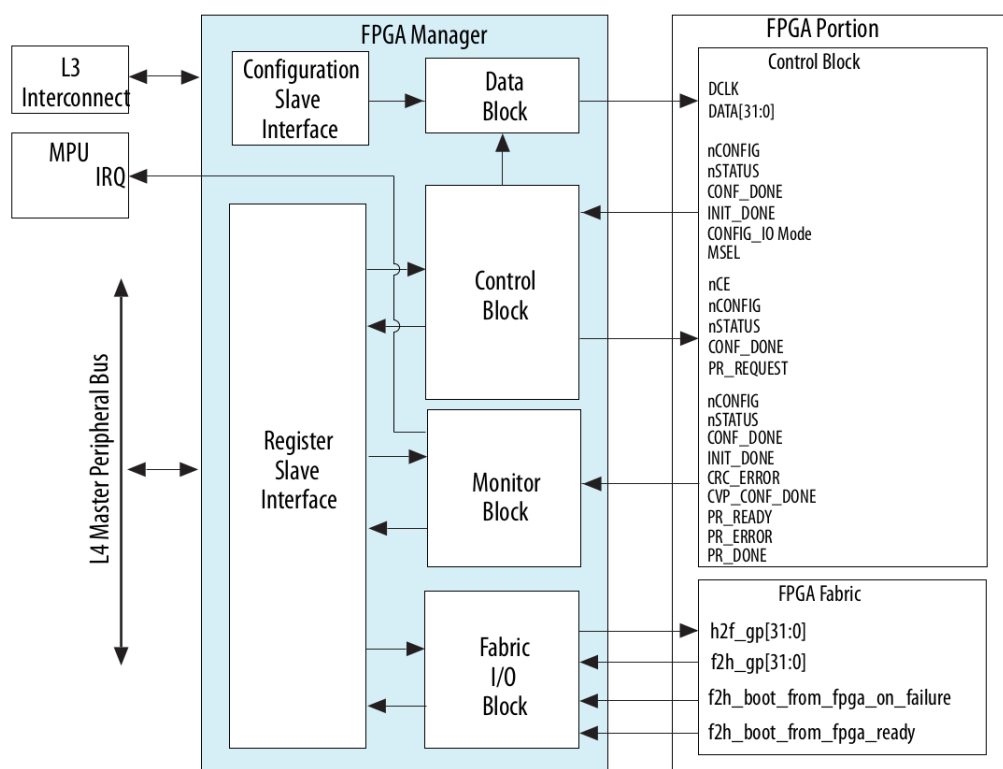 FPGA Manager
FPGA Portion
L3
Interconnect
MPU
IRQ
L4 Master Peripheral Bus
Configuration
Slave
Interface
Data
Block
Control
Block
Register
Slave
Interface
Monitor
Block
Fabric
I/O
Block
Control Block
DCLK
DATA[31:0]
nCONFIG
nSTATUS
CONF_DONE
INIT_DONE
CONFIG_IO Mode
MSEL
nCE
nCONFIG
nSTATUS
CONF_DONE
PR_REQUEST
nCONFIG
nSTATUS
CONF_DONE
INIT_DONE
CRC_ERROR
CVP_CONF_DONE
PR_READY
PR_ERROR
PR_DONE
FPGA Fabric
h2f_gp[31:0]
f2h_gp[31:0]
f2h_boot_from_fpga_on_failure
f2h_boot_from_fpga_ready